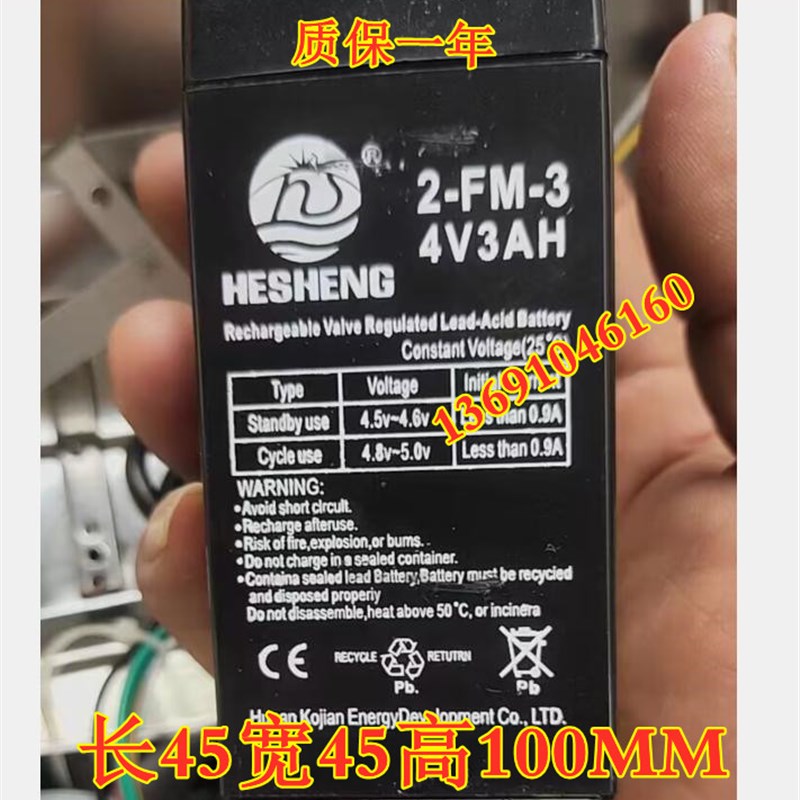 质保一年
®
2-FM-3
4V3AH
HESHENG
Rechargeable Valve Regulated Lead-Acid Battery
Constant Voltage(25
13691046160
Type Voltage
Standby use 4.5v~4.6v than 0.9A
Cycle use 4.8v~5.0v Less than 0.9A
WARNING:
•Avoid short circuit.
•Recharge afteruse.
•Risk of fire,explosion,or burns.
•Do not charge in a sealed container.
•Containa sealed lead Battery,Battery must be recycled
and disposed properiy
Do not disassemble,heat above 50°C, or incinera
CE RECYCLE RETUTRN
Pb. Pb.
Kojian EnergyDevelopment Co., LTD.
长45宽45高100MM